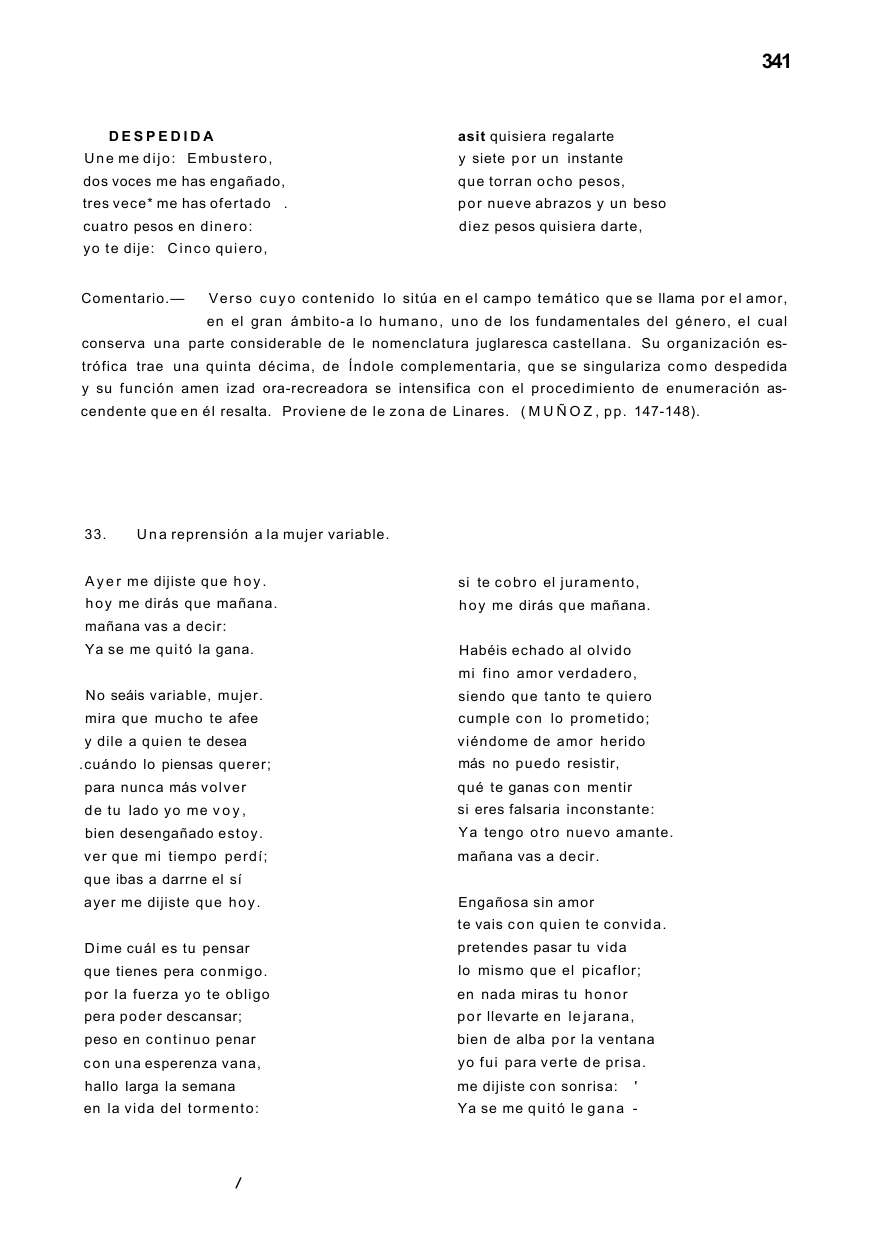 341
DESPEDIDA
Une me dijo: Embustero,
dos voces me has engañado,
tres vece* me has ofertado .
cuatro pesos en dinero:
yo te dije: Cinco quiero,
asit quisiera regalarte
y siete por un instante
que torran ocho pesos,
por nueve abrazos y un beso
diez pesos quisiera darte,
Comentario.— Verso cuyo contenido lo sitúa en el campo temático que se llama por el amor,
en el gran ámbito-a lo humano, uno de los fundamentales del género, el cual
conserva una parte considerable de le nomenclatura juglaresca castellana. Su organización es-
trófica trae una quinta décima, de Índole complementaria, que se singulariza como despedida
y su función amen izad ora-recreadora se intensifica con el procedimiento de enumeración as-
cendente que en él resalta. Proviene de le zona de Linares. (MUÑOZ, pp. 147-148).
33. Una reprensión a la mujer variable.
Ayer me dijiste que hoy.
hoy me dirás que mañana.
mañana vas a decir:
Ya se me quitó la gana.
No seáis variable, mujer.
mira que mucho te afee
y dile a quien te desea
.cuándo lo piensas querer;
para nunca más volver
de tu lado yo me voy,
bien desengañado estoy.
ver que mi tiempo perdí;
que ibas a darrne el sí
ayer me dijiste que hoy.
Dime cuál es tu pensar
que tienes pera conmigo.
por la fuerza yo te obligo
pera poder descansar;
peso en continuo penar
con una esperenza vana,
hallo larga la semana
en la vida del tormento:
si te cobro el juramento,
hoy me dirás que mañana.
Habéis echado al olvido
mi fino amor verdadero,
siendo que tanto te quiero
cumple con lo prometido;
viéndome de amor herido
más no puedo resistir,
qué te ganas con mentir
si eres falsaria inconstante:
Ya tengo otro nuevo amante.
mañana vas a decir.
Engañosa sin amor
te vais con quien te convida.
pretendes pasar tu vida
lo mismo que el picaflor;
en nada miras tu honor
por llevarte en le jarana,
bien de alba por la ventana
yo fui para verte de prisa.
me dijiste con sonrisa: '
Ya se me quitó le gana -
/